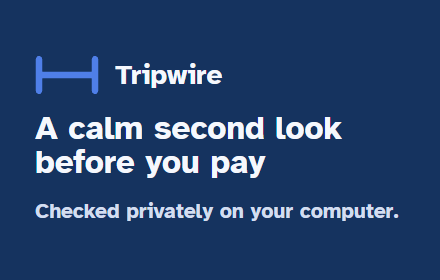 Tripwire
A calm second look
before you pay
Checked privately on your computer.